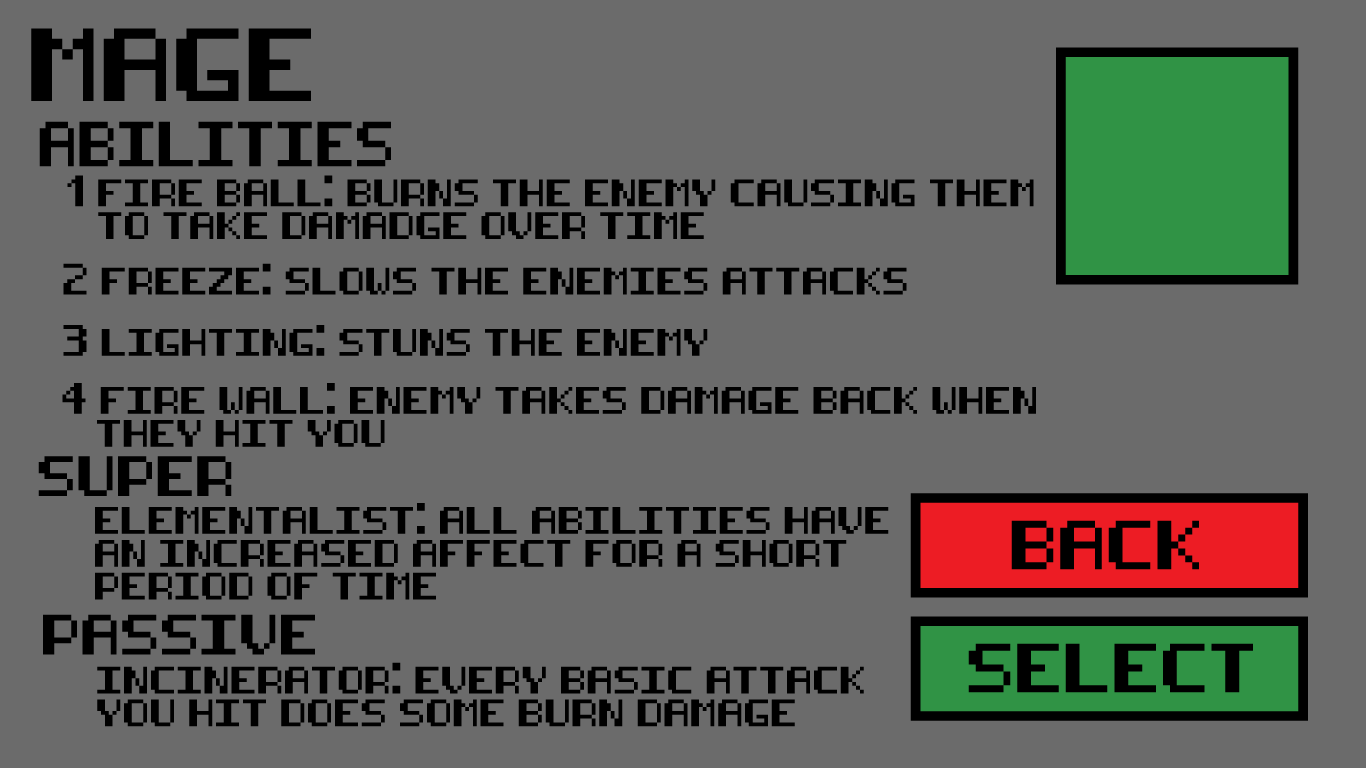 MAGE
ABILITIES
1 FIRE BALL: BURNS THE ENEMY CAUSING THEM
TO TAKE DAMADGE OVER TIME
2 FREEZE: SLOWS THE ENEMIES ATTACKS
3 LIGHTING: STUNS THE ENEMY
4 FIRE WALL: ENEMY TAKES DAMAGE BACK WHEN
THEY HIT YOU
SUPER
ELEMENTALIST: ALL ABILITIES HAVE
AN INCREASED AFFECT FOR A SHORT
PERIOD OF TIME
BACK
PASSIVE
INCINERATOR: EVERY BASIC ATTACK
YOU HIT DOES SOME BURN DAMAGE
SELECT